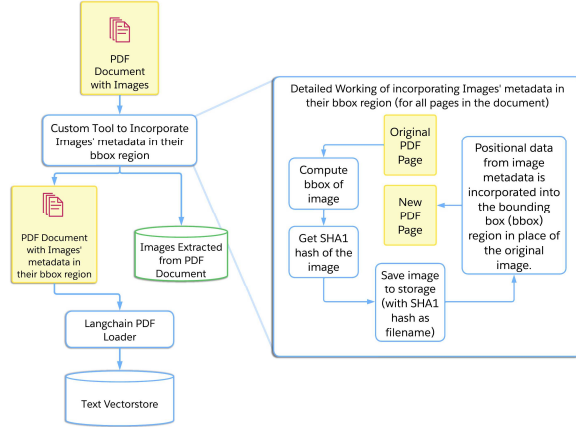 PDF
Document
with Images
Custom Tool to Incorporate
Images' metadata in their
bbox region
PDF Document
with Images'
metadata in
their bbox region
Images Extracted
from PDF
Document
Langchain PDF
Loader
Text Vectorstore
Detailed Working of incorporating Images' metadata in
their bbox region (for all pages in the document)
Original
PDF
Page
Compute
bbox of
image
Get SHA1
hash of the
image
Save image
to storage
(with SHA1
hash as
filename)
Positional data
from image
metadata is
incorporated into
the bounding
box (bbox)
region in place of
the original
image.
New
PDF
Page